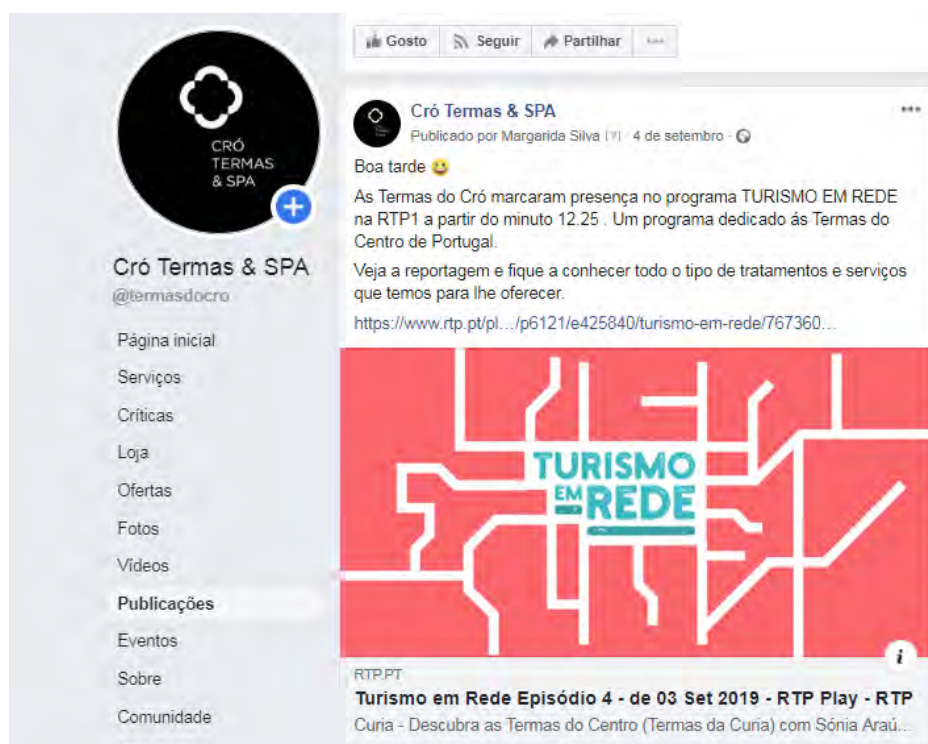 CRÓ
TERMAS
& SPA
Cró Termas & SPA
@termasdocro
Página inicial
Serviços
Críticas
Loja
Ofertas
Fotos
Vídeos
Publicações
Eventos
Sobre
Comunidade
Gosto Seguir Partilhar ...
Cró Termas & SPA
Publicado por Margarida Silva [?] · 4 de setembro ·
Boa tarde
As Termas do Cró marcaram presença no programa TURISMO EM REDE
na RTP1 a partir do minuto 12.25 . Um programa dedicado ás Termas do
Centro de Portugal.
Veja a reportagem e fique a conhecer todo o tipo de tratamentos e serviços
que temos para lhe oferecer.
https://www.rtp.pt/pl…/p6121/e425840/turismo-em-rede/767360…
TURISMO
EM REDE
i
RTP.PT
Turismo em Rede Episódio 4 - de 03 Set 2019 - RTP Play - RTP
Curia - Descubra as Termas do Centro (Termas da Curia) com Sónia Araú...